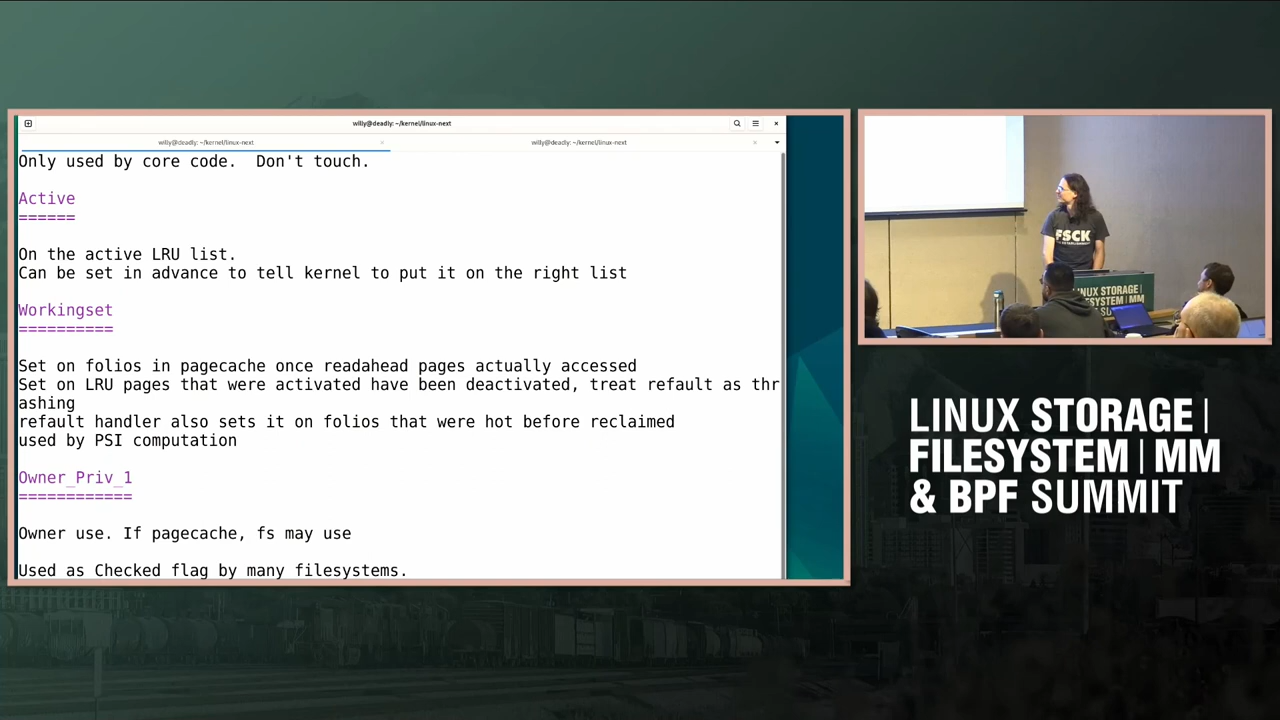 willy@deadly: ~/kernel/linux-next
willy@deadly: ~/kernel/linux-next
willy@deadly: ~/kernel/linux-next
Only used by core code.  Don't touch.
Active
======
On the active LRU list.
Can be set in advance to tell kernel to put it on the right list
Workingset
==========
Set on folios in pagecache once readahead pages actually accessed
Set on LRU pages that were activated have been deactivated, treat refault as thr
ashing
refault handler also sets it on folios that were hot before reclaimed
used by PSI computation
Owner_Priv_1
============
Owner use. If pagecache, fs may use
Used as Checked flag by many filesystems.
FSCK
LINUX STORAGE|
FILESYSTEM|MM
LINUX STORAGE|
FILESYSTEM|MM
& BPF SUMMIT